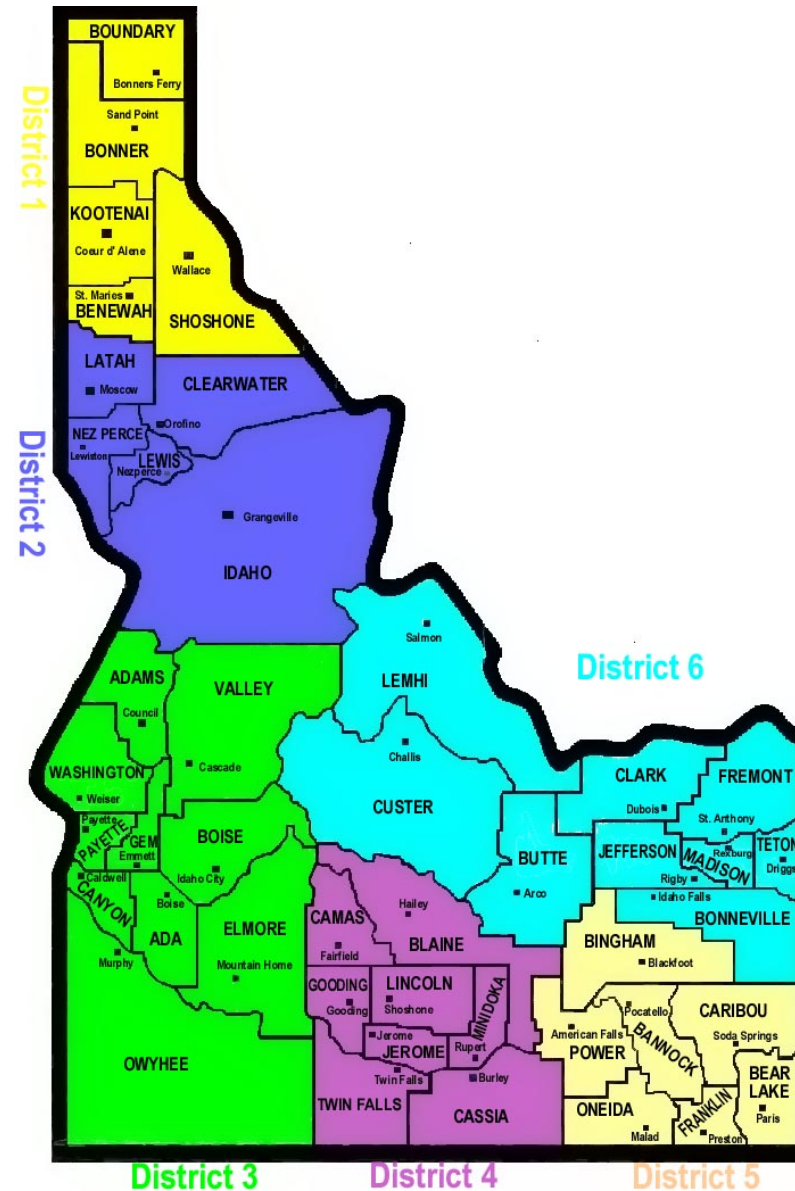 BOUNDARY
Bonners Ferry
Sand Point
BONNER
District 1
KOOTENAI
Coeur d' Alene
Wallace
St. Maries
BENEWAH
SHOSHONE
LATAH
Moscow
CLEARWATER
Orofino
NEZ PERCE
Lewiston
LEWIS
Nezperce
District 2
Grangeville
IDAHO
Salmon
LEMHI
District 6
ADAMS
Council
VALLEY
Cascade
WASHINGTON
Weiser
Challis
CUSTER
CLARK
Dubois
FREMONT
St. Anthony
Payette
PAYETTE
GEM
Emmett
BOISE
Idaho City
BUTTE
Arco
JEFFERSON
Rigby
MADISON
Rexburg
TETON
Driggs
Caldwell
CANYON
Boise
ADA
ELMORE
Mountain Home
Murphy
OWYHEE
CAMAS
Fairfield
Hailey
BLAINE
Idaho Falls
BONNEVILLE
BINGHAM
Blackfoot
GOODING
Gooding
LINCOLN
Shoshone
MINIDOKA
Rupert
Jerome
JEROME
Twin Falls
TWIN FALLS
Burley
CASSIA
American Falls
POWER
Pocatello
BANNOCK
CARIBOU
Soda Springs
ONEIDA
Malad
FRANKLIN
Preston
BEAR
LAKE
Paris
District 3
District 4
District 5